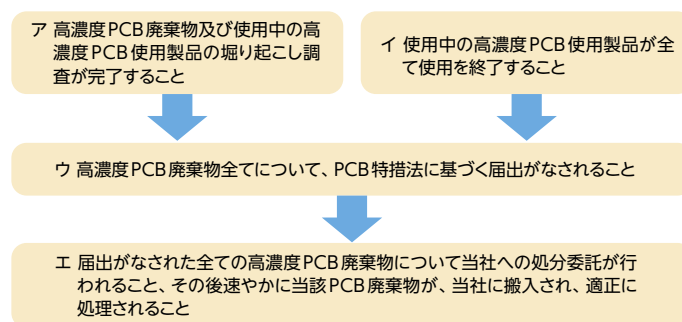 ア 高濃度PCB廃棄物及び使用中の高
濃度PCB使用製品の堀り起こし調
査が完了すること
イ 使用中の高濃度PCB使用製品が全
て使用を終了すること
ウ 高濃度PCB廃棄物全てについて、PCB特措法に基づく届出がなされること
エ 届出がなされた全ての高濃度PCB廃棄物について当社への処分委託が行
われること、その後速やかに当該PCB廃棄物が、当社に搬入され、適正に
処理されること